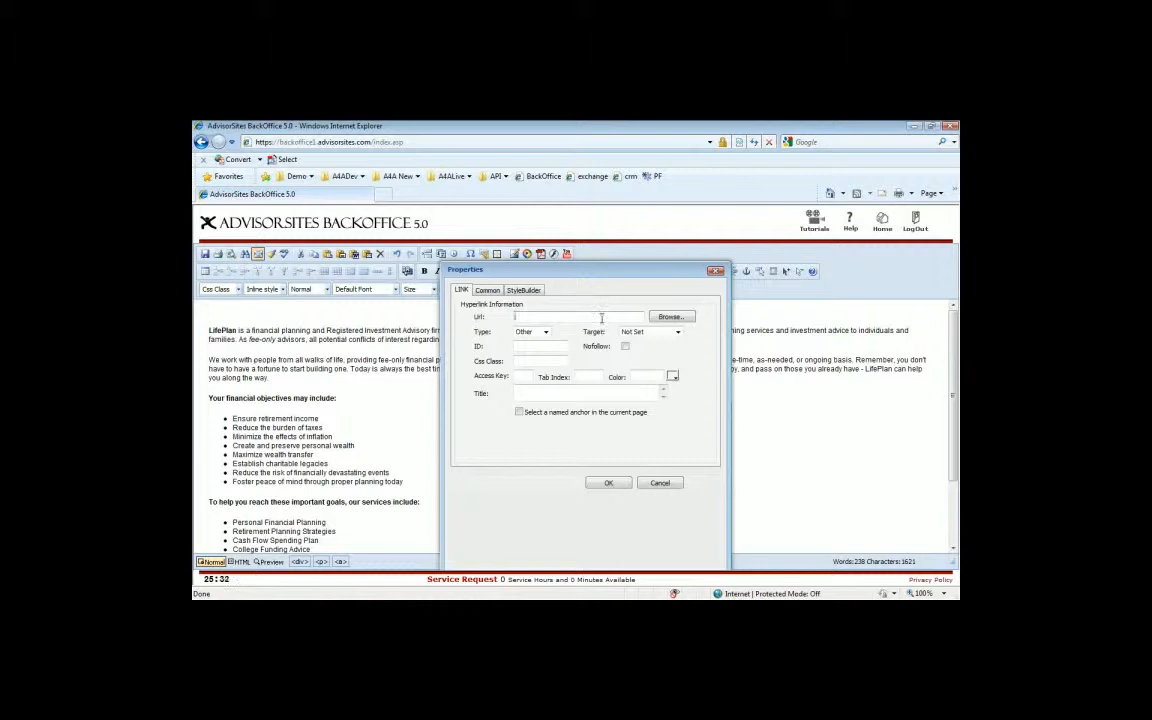 AdvisorSites BackOffice 5.0 - Windows Internet Explorer
https://backoffice1.advisorsites.com/index.asp
Google
Convert Select
Favorites Demo A4ADev A4A New A4ALive API BackOffice exchange crm PF
AdvisorSites BackOffice 5.0
Page
ADVISORSITES BACKOFFICE 5.0
Tutorials Help Home LogOut
Properties
CSS Class Inline style Normal Default Font Size
LINK Common StyleBuilder
Hyperlink Information
Url: Browse..
Type: Other Target: Not Set
ID: Nofollow:
Css Class:
Access Key: Tab Index: Color:
Title:
Select a named anchor in the current page
OK Cancel
LifePlan is a financial planning and Registered Investment Advisory fir
ning services and investment advice to individuals and
families. As fee-only advisors, all potential conflicts of interest regardin
We work with people from all walks of life, providing fee-only financial p
e-time, as-needed, or ongoing basis. Remember, you don't
have to have a fortune to start building one. Today is always the best tim
, and pass on those you already have - LifePlan can help
you along the way.
Your financial objectives may include:
Ensure retirement income
Reduce the burden of taxes
Minimize the effects of inflation
Create and preserve personal wealth
Maximize wealth transfer
Establish charitable legacies
Reduce the risk of financially devastating events
Foster peace of mind through proper planning today
To help you reach these important goals, our services include:
Personal Financial Planning
Retirement Planning Strategies
Cash Flow Spending Plan
College Funding Advice
Normal HTML Preview <div> <p> <a>
Words:238 Characters:1621
25:32
Service Request 0 Service Hours and 0 Minutes Available
Privacy Policy
Done
Internet | Protected Mode: Off
100%